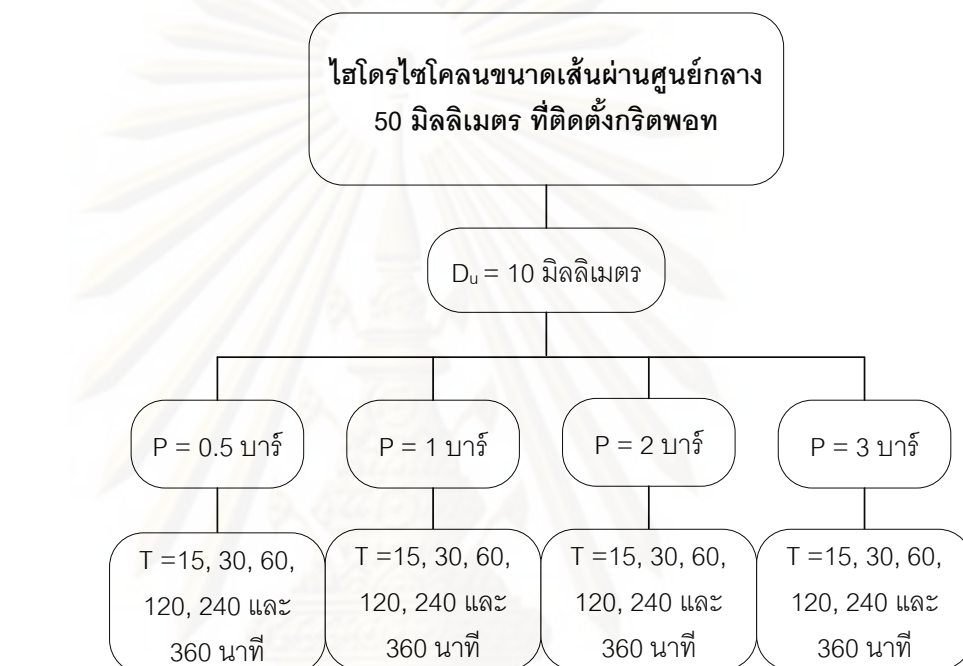 ไฮโดรไซโคลนขนาดเส้นผ่านศูนย์กลาง
50 มิลลิเมตร ที่ติดตั้งกริตพอท
Du = 10 มิลลิเมตร
P = 0.5 บาร์
P = 1 บาร์
P = 2 บาร์
P = 3 บาร์
T =15, 30, 60,
120, 240 และ
360 นาที
T =15, 30, 60,
120, 240 และ
360 นาที
T =15, 30, 60,
120, 240 และ
360 นาที
T =15, 30, 60,
120, 240 และ
360 นาที